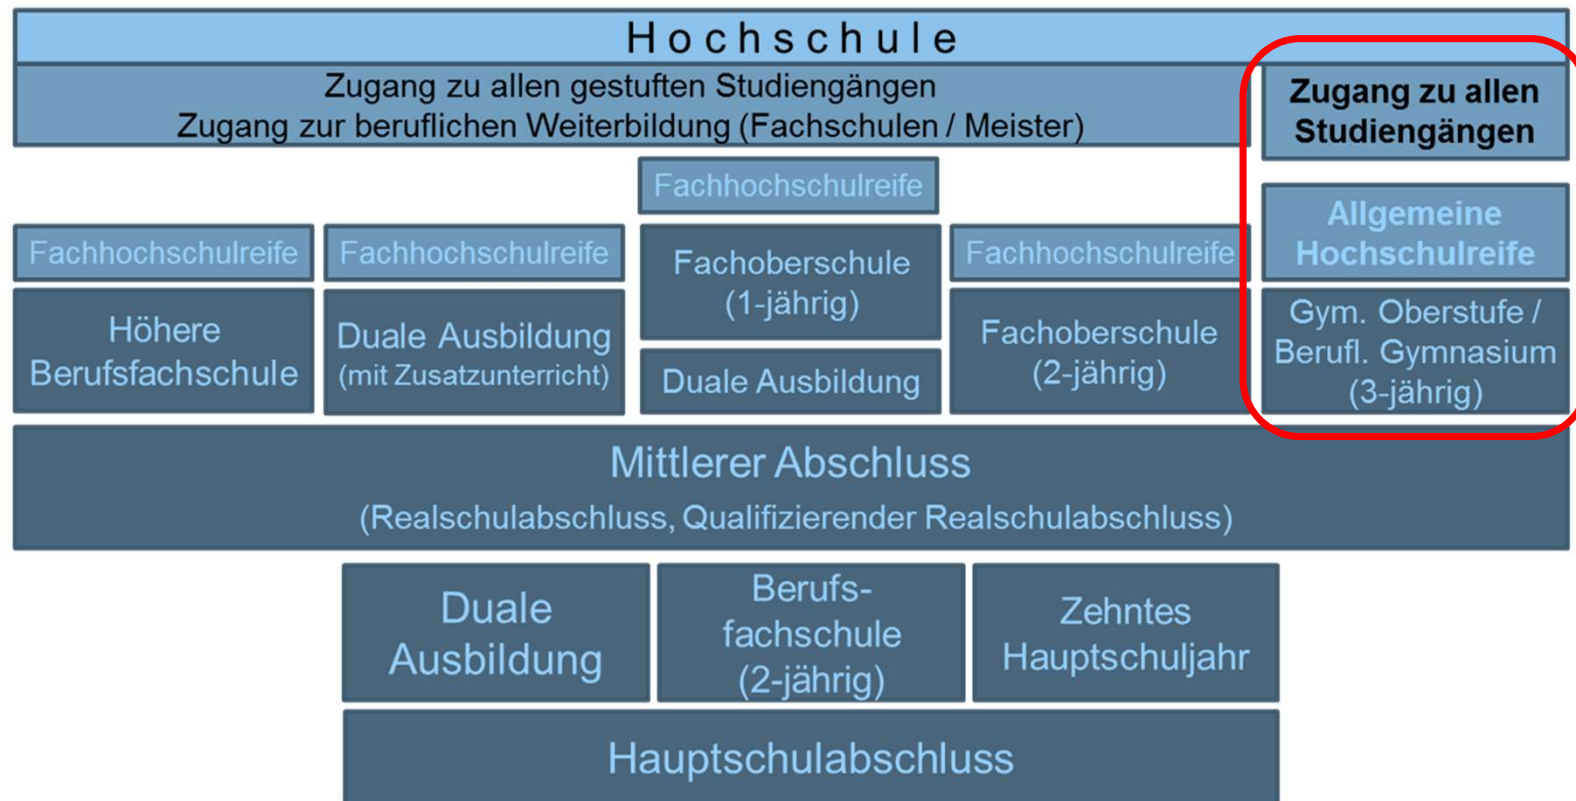 Hochschule
Zugang zu allen gestuften Studiengängen
Zugang zur beruflichen Weiterbildung (Fachschulen / Meister)
Zugang zu allen
Studiengängen
Fachhochschulreife
Allgemeine
Hochschulreife
Fachhochschulreife
Fachhochschulreife
Fachoberschule
(1-jährig)
Fachhochschulreife
Höhere
Berufsfachschule
Duale Ausbildung
(mit Zusatzunterricht)
Duale Ausbildung
Fachoberschule
(2-jährig)
Gym. Oberstufe /
Berufl. Gymnasium
(3-jährig)
Mittlerer Abschluss
(Realschulabschluss, Qualifizierender Realschulabschluss)
Duale
Ausbildung
Berufs-
fachschule
(2-jährig)
Zehntes
Hauptschuljahr
Hauptschulabschluss